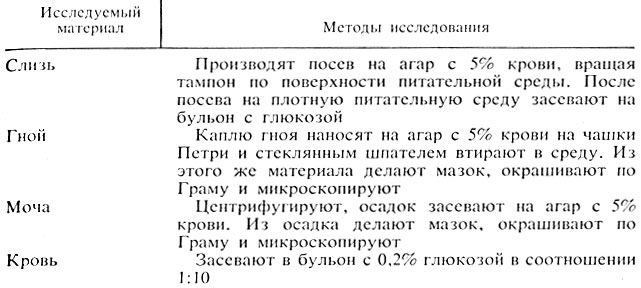 Исследуемый материал
Методы исследования
Слизь
Производят посев на агар с 5% крови, вращая
тампон по поверхности питательной среды. После
посева на плотную питательную среду засевают на
бульон с глюкозой
Гной
Каплю гноя наносят на агар с 5% крови на чашки
Петри и стеклянным шпателем втирают в среду. Из
этого же материала делают мазок, окрашивают по
Граму и микроскопируют
Моча
Центрифугируют, осадок засевают на агар с 5%
крови. Из осадка делают мазок, окрашивают по
Граму и микроскопируют
Кровь
Засевают в бульон с 0,2% глюкозой в соотношении
1:10